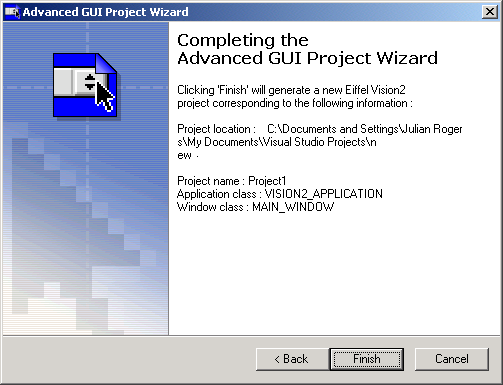 Advanced GUI Project Wizard
Completing the
Advanced GUI Project Wizard
Clicking 'Finish' will generate a new Eiffel Vision2
project corresponding to the following information :
Project location :   C:\Documents and Settings\Julian Roger
s\My Documents\Visual Studio Projects\n
ew .
Project name : Project1
Application class : VISION2_APPLICATION
Window class : MAIN_WINDOW
< Back
Finish
Cancel